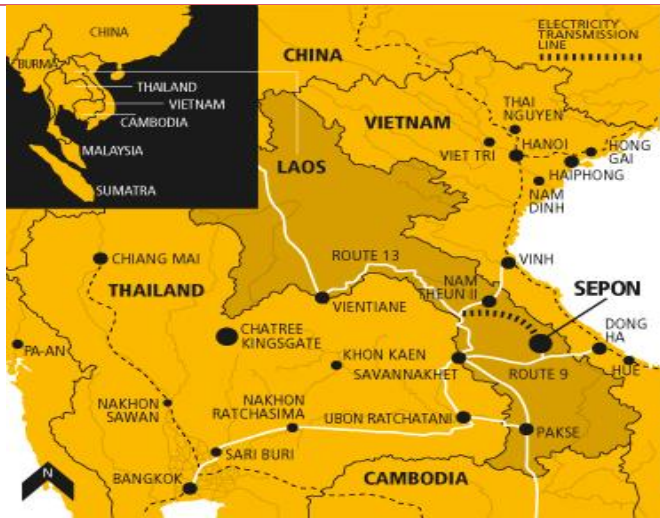 CHINA
BURMA
THAILAND
VIETNAM
CAMBODIA
MALAYSIA
SUMATRA
ELECTRICITY
TRANSMISSION
LINE
CHINA
THAI
NGUYEN
VIETNAM
HANOI
HONG
GAI
VIET TRI
LAOS
HAIPHONG
NAM
DINH
ROUTE 13
CHIANG MAI
VINH
NAM
THEUN II
SEPON
THAILAND
VIENTIANE
CHATREE
KINGSGATE
DONG
HA
PA-AN
KHON KAEN
SAVANNAKHET
HUE
ROUTE 9
NAKHON
SAWAN
NAKHON
RATCHASIMA
UBON RATCHATANI
PAKSE
SARI BURI
BANGKOK
CAMBODIA
N